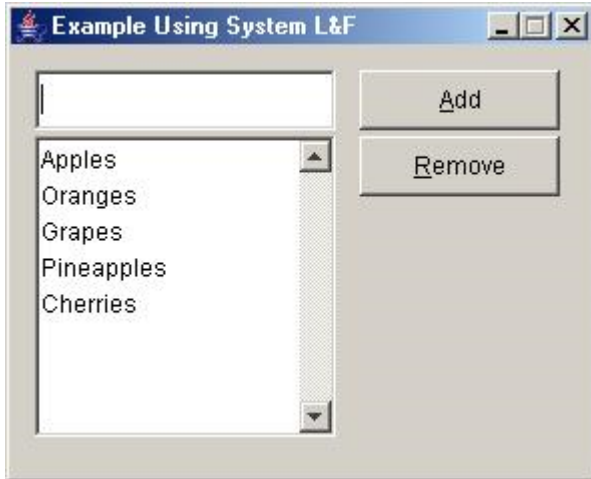 Example Using System L&F
Add
Apples
Remove
Oranges
Grapes
Pineapples
Cherries